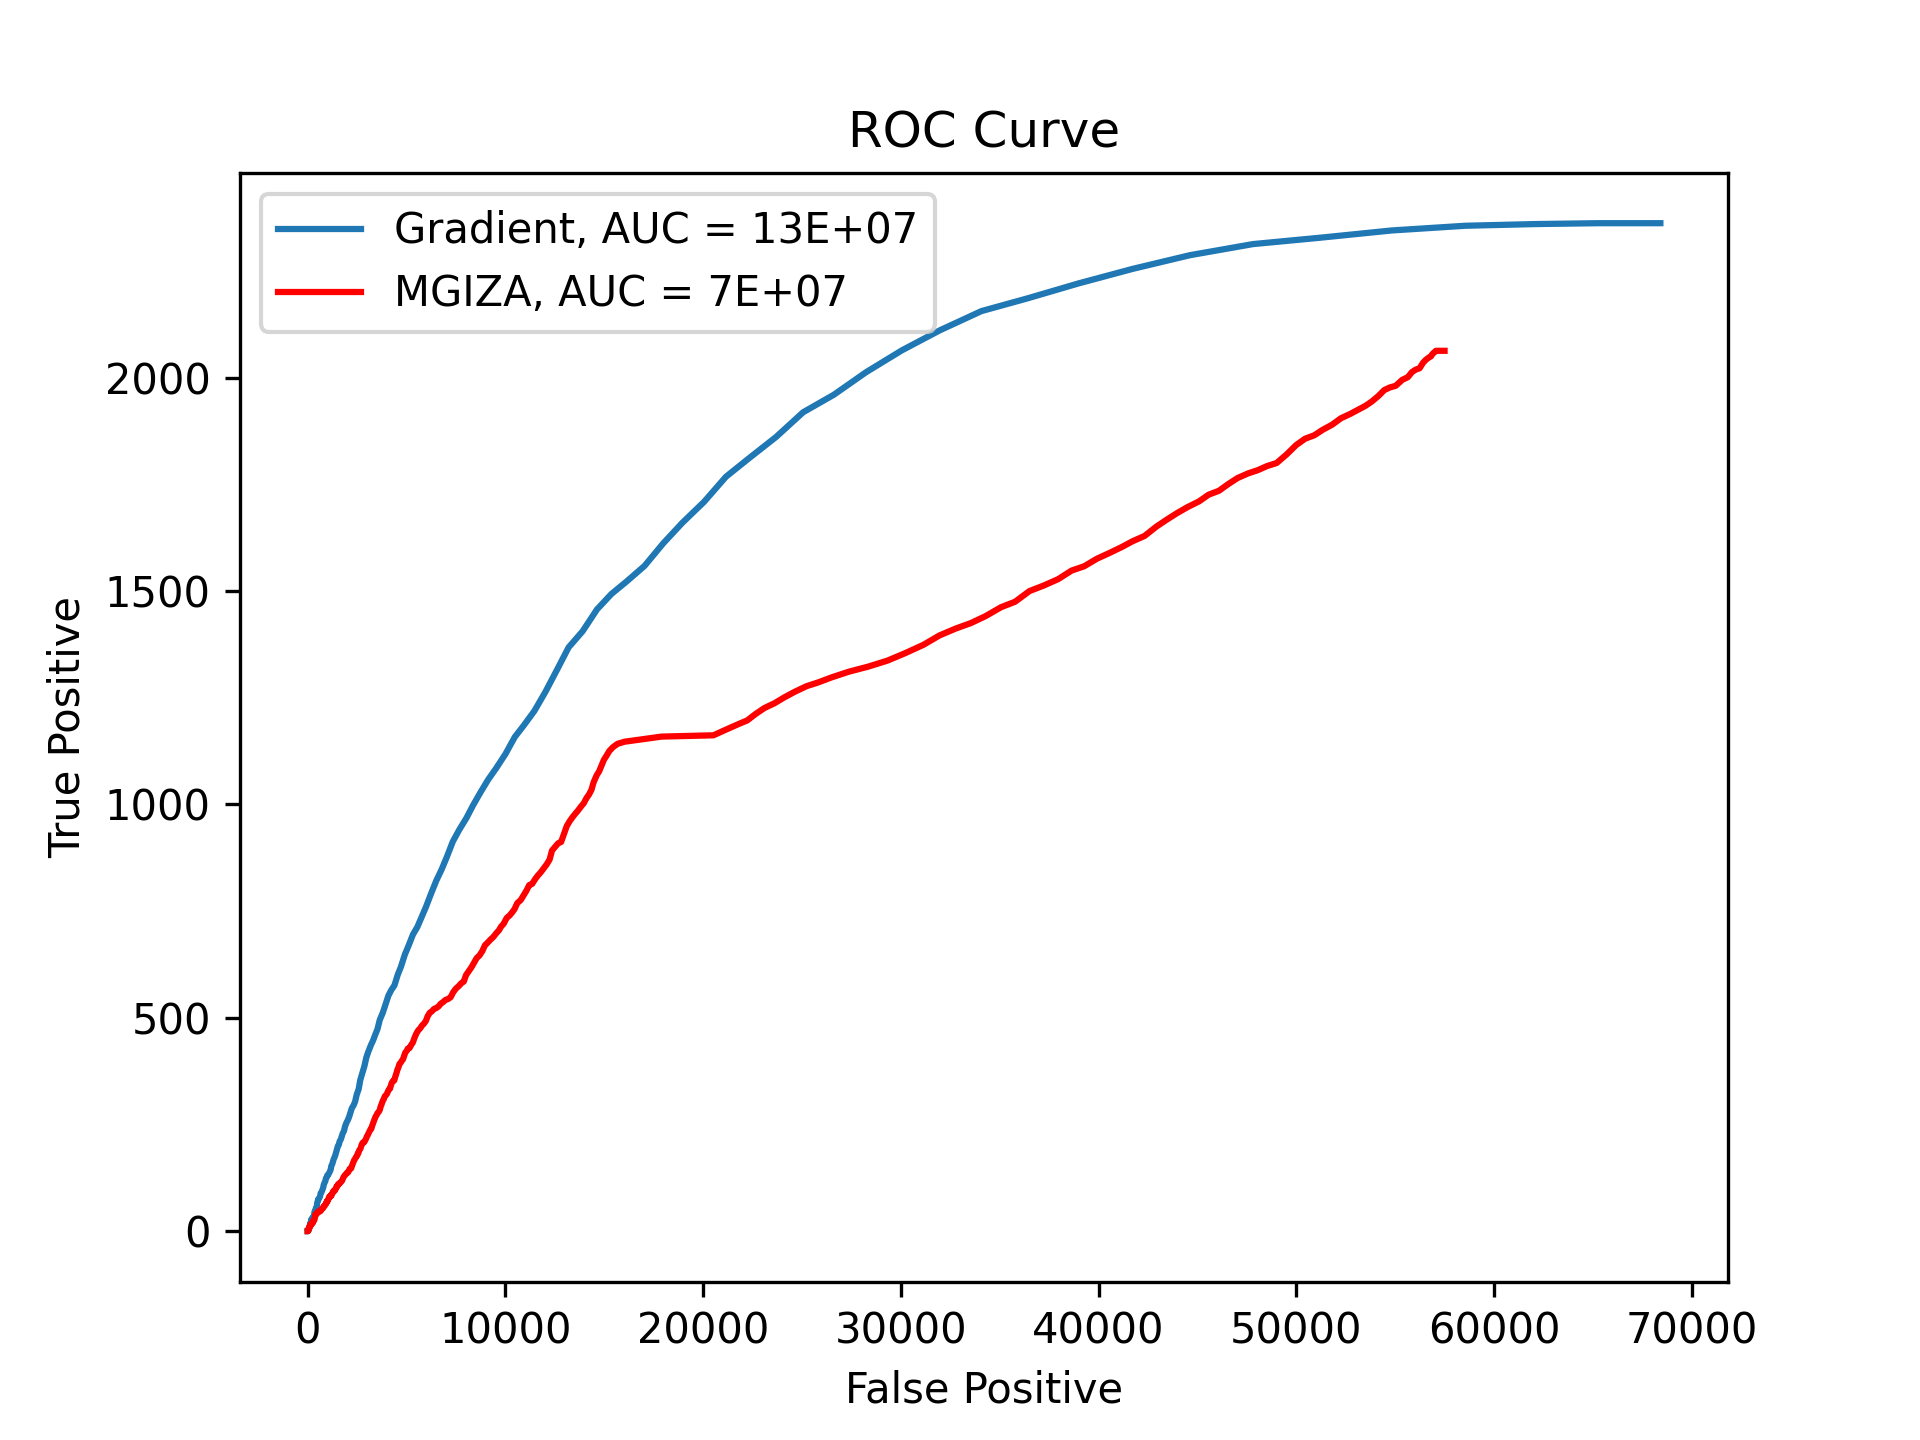 ROC Curve
Gradient, AUC = 13E+07
MGIZA, AUC = 7E+07
True Positive
2000
1500
1000
500
0
0 10000 20000 30000 40000 50000 60000 70000
False Positive